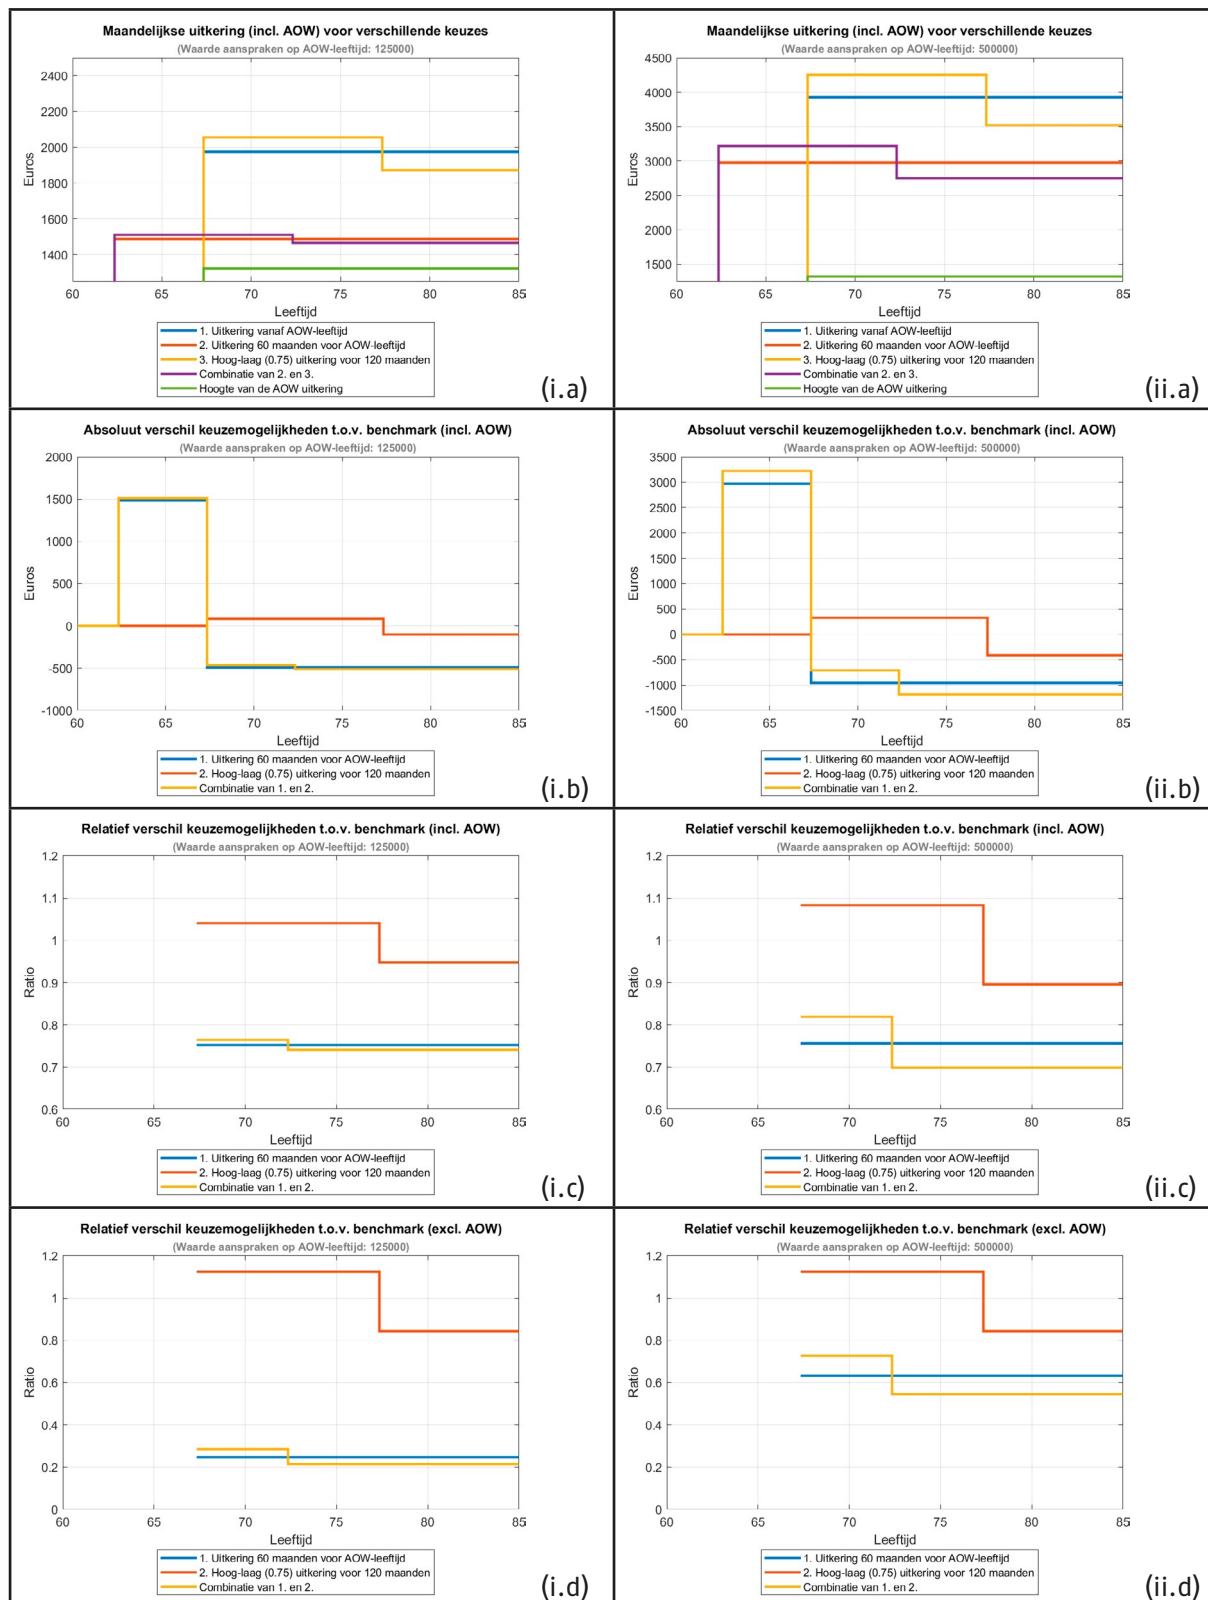 Maandelijkse uitkering (incl. AOW) voor verschillende keuzes
(Waarde aanspraken op AOW-leeftijd: 125000)
2400
2200
2000
1800
1600
1400
Euros
60 65 70 75 80 85
Leeftijd
1. Uitkering vanaf AOW-leeftijd
2. Uitkering 60 maanden voor AOW-leeftijd
3. Hoog-laag (0.75) uitkering voor 120 maanden
Combinatie van 2. en 3.
Hoogte van de AOW uitkering
(i.a)
Maandelijkse uitkering (incl. AOW) voor verschillende keuzes
(Waarde aanspraken op AOW-leeftijd: 500000)
4500
4000
3500
3000
2500
2000
1500
Euros
60 65 70 75 80 85
Leeftijd
1. Uitkering vanaf AOW-leeftijd
2. Uitkering 60 maanden voor AOW-leeftijd
3. Hoog-laag (0.75) uitkering voor 120 maanden
Combinatie van 2. en 3.
Hoogte van de AOW uitkering
(ii.a)
Absoluut verschil keuzemogelijkheden t.o.v. benchmark (incl. AOW)
(Waarde aanspraken op AOW-leeftijd: 125000)
2000
1500
1000
500
0
-500
-1000
Euros
60 65 70 75 80 85
Leeftijd
1. Uitkering 60 maanden voor AOW-leeftijd
2. Hoog-laag (0.75) uitkering voor 120 maanden
Combinatie van 1. en 2.
(i.b)
Absoluut verschil keuzemogelijkheden t.o.v. benchmark (incl. AOW)
(Waarde aanspraken op AOW-leeftijd: 500000)
3500
3000
2500
2000
1500
1000
500
0
-500
-1000
-1500
Euros
60 65 70 75 80 85
Leeftijd
1. Uitkering 60 maanden voor AOW-leeftijd
2. Hoog-laag (0.75) uitkering voor 120 maanden
Combinatie van 1. en 2.
(ii.b)
Relatief verschil keuzemogelijkheden t.o.v. benchmark (incl. AOW)
(Waarde aanspraken op AOW-leeftijd: 125000)
1.2
1.1
1
0.9
0.8
0.7
0.6
Ratio
60 65 70 75 80 85
Leeftijd
1. Uitkering 60 maanden voor AOW-leeftijd
2. Hoog-laag (0.75) uitkering voor 120 maanden
Combinatie van 1. en 2.
(i.c)
Relatief verschil keuzemogelijkheden t.o.v. benchmark (incl. AOW)
(Waarde aanspraken op AOW-leeftijd: 500000)
1.2
1.1
1
0.9
0.8
0.7
0.6
Ratio
60 65 70 75 80 85
Leeftijd
1. Uitkering 60 maanden voor AOW-leeftijd
2. Hoog-laag (0.75) uitkering voor 120 maanden
Combinatie van 1. en 2.
(ii.c)
Relatief verschil keuzemogelijkheden t.o.v. benchmark (excl. AOW)
(Waarde aanspraken op AOW-leeftijd: 125000)
1.2
1
0.8
0.6
0.4
0.2
0
Ratio
60 65 70 75 80 85
Leeftijd
1. Uitkering 60 maanden voor AOW-leeftijd
2. Hoog-laag (0.75) uitkering voor 120 maanden
Combinatie van 1. en 2.
(i.d)
Relatief verschil keuzemogelijkheden t.o.v. benchmark (excl. AOW)
(Waarde aanspraken op AOW-leeftijd: 500000)
1.2
1
0.8
0.6
0.4
0.2
0
Ratio
60 65 70 75 80 85
Leeftijd
1. Uitkering 60 maanden voor AOW-leeftijd
2. Hoog-laag (0.75) uitkering voor 120 maanden
Combinatie van 1. en 2.
(ii.d)